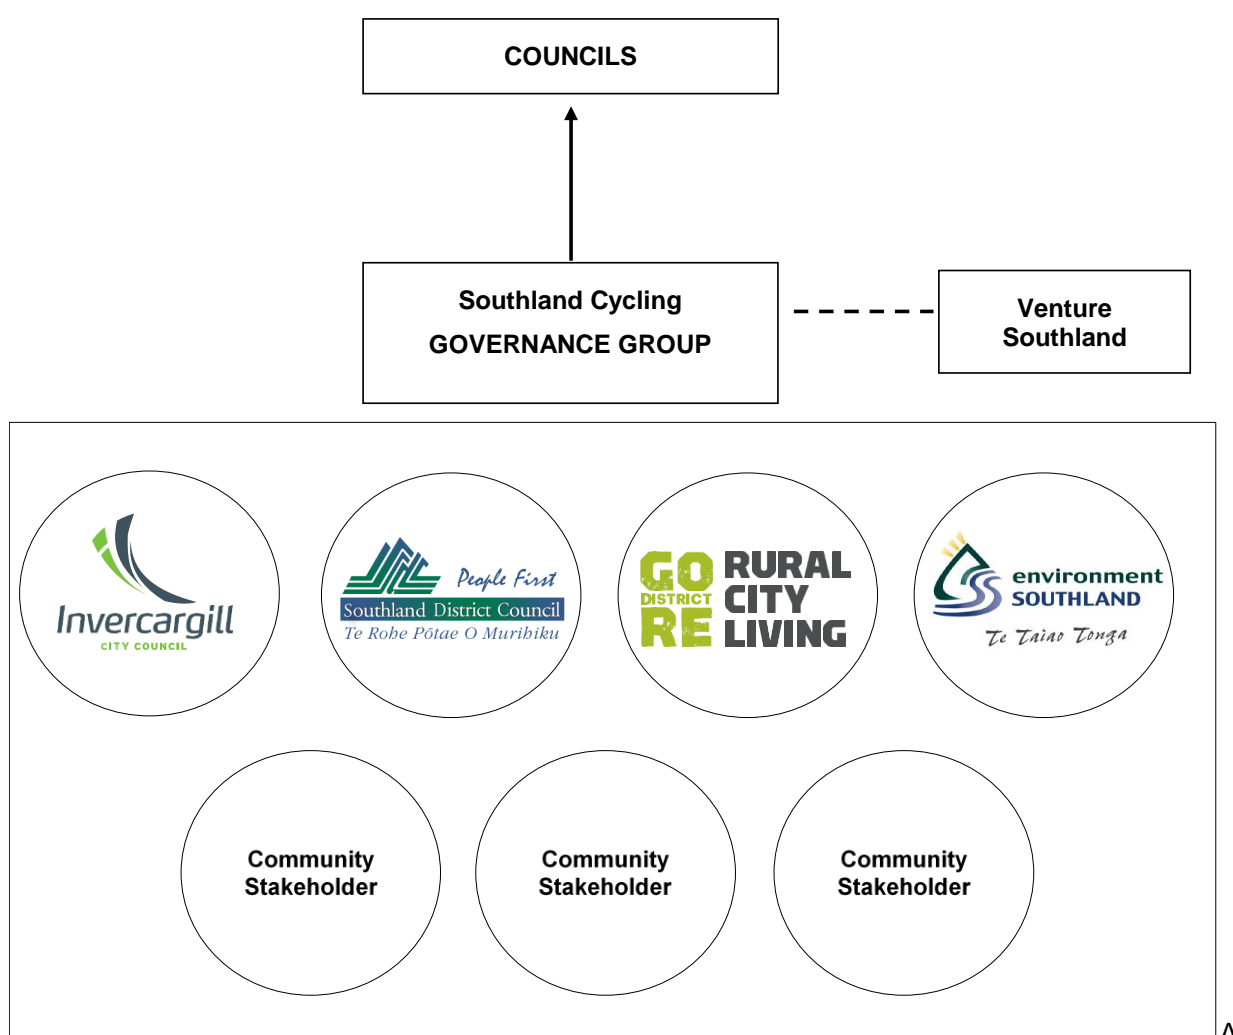 COUNCILS
Southland Cycling
GOVERNANCE GROUP
Venture
Southland
Invercargill
CITY COUNCIL
People First
Southland District Council
Te Rohe Pōtae O Murihiku
GO
DISTRICT
RE
RURAL
CITY
LIVING
environment
SOUTHLAND
Te Taiao Tonga
Community
Stakeholder
Community
Stakeholder
Community
Stakeholder